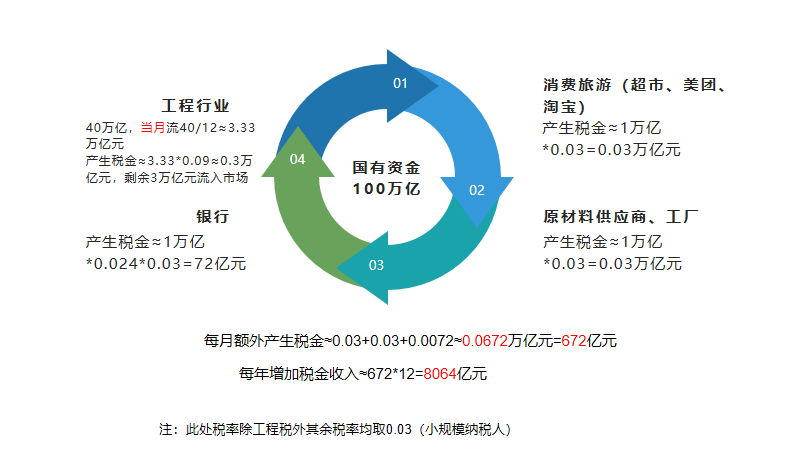 01
工程行业
40万亿，当月流40/12≈3.33
万亿元
产生税金≈3.33*0.09≈0.3万
亿元，剩余3万亿元流入市场
消费旅游（超市、美团、
淘宝）
产生税金≈1万亿
*0.03=0.03万亿元
04
国有资金
100万亿
02
银行
产生税金≈1万亿
*0.024*0.03=72亿元
原材料供应商、工厂
产生税金≈1万亿
*0.03=0.03万亿元
03
每月额外产生税金≈0.03+0.03+0.0072≈0.0672万亿元=672亿元
每年增加税金收入≈672*12=8064亿元
注：此处税率除工程税外其余税率均取0.03（小规模纳税人）